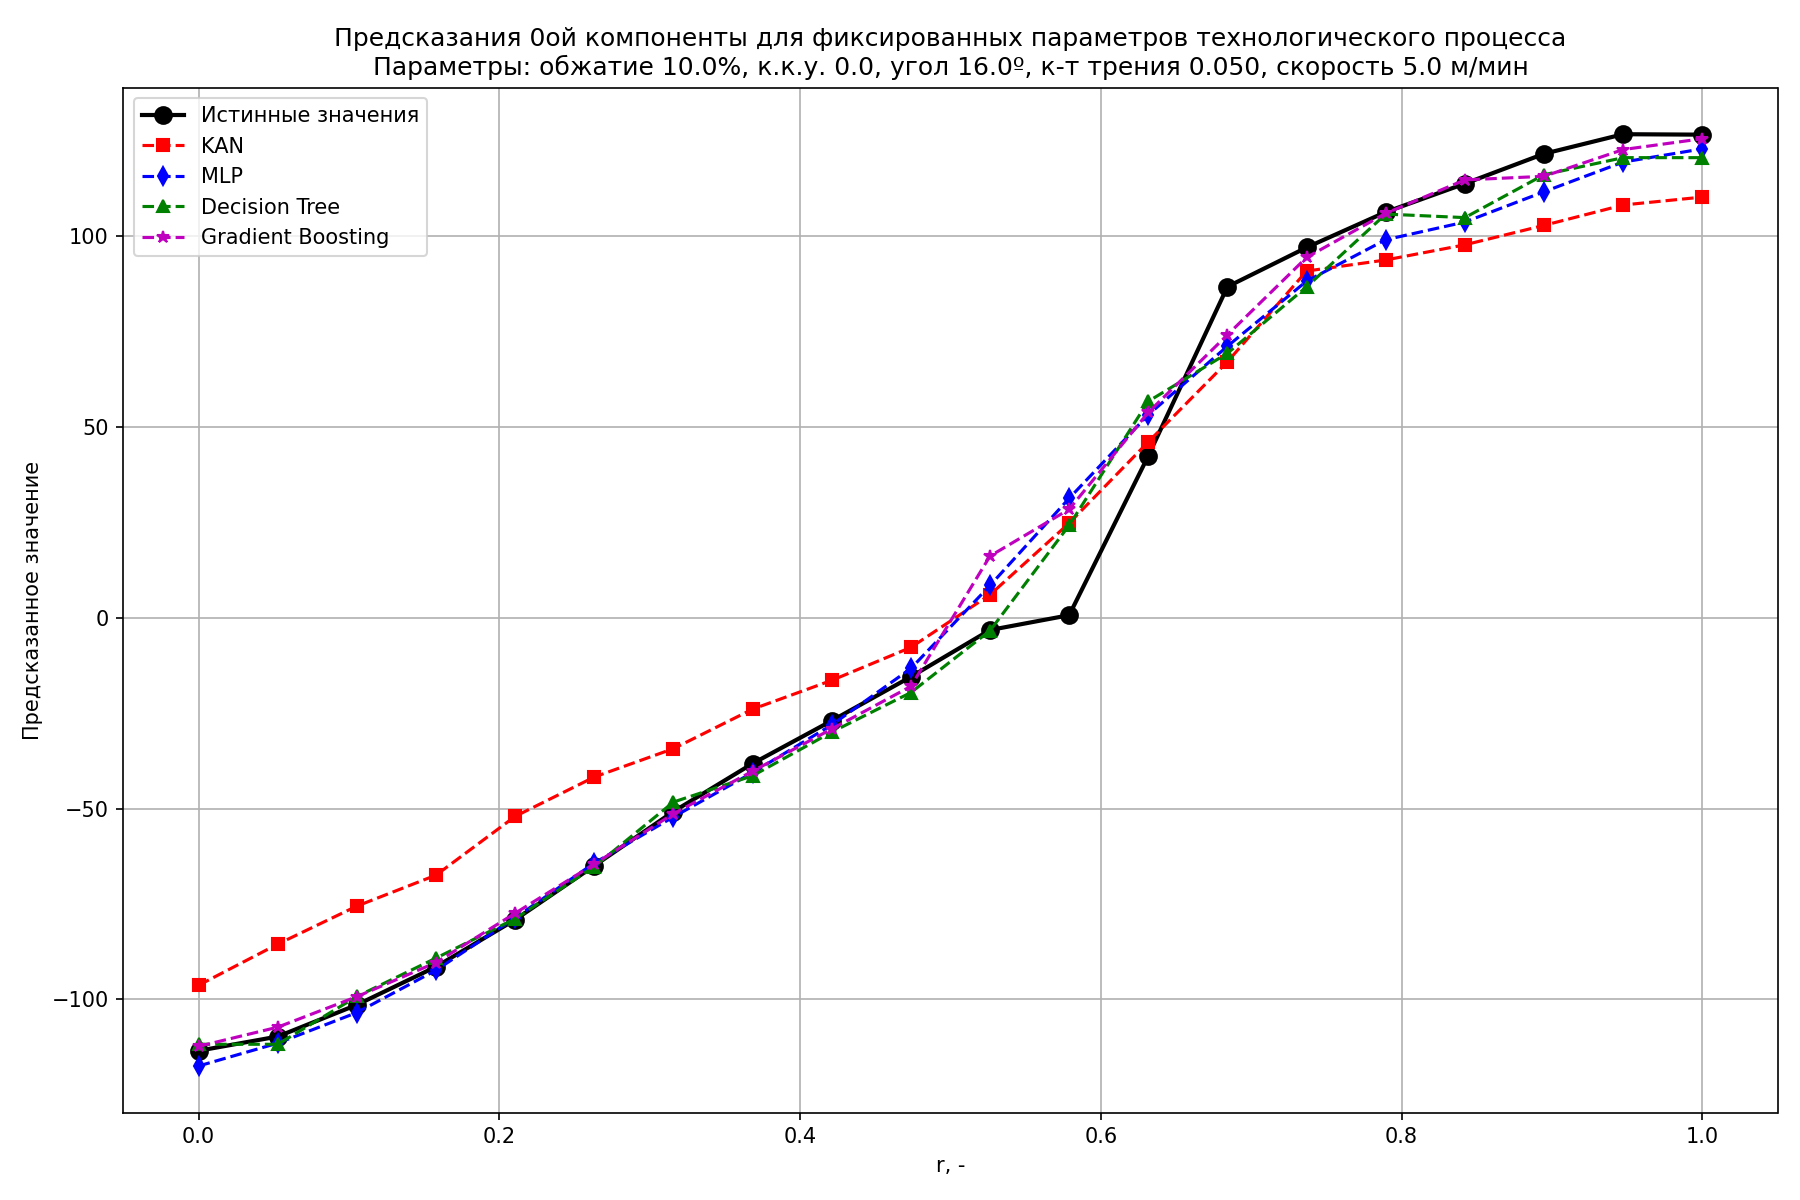 Предсказания 0ой компоненты для фиксированных параметров технологического процесса
Параметры: обжатие 10.0%, к.к.у. 0.0, угол 16.0º, к-т трения 0.050, скорость 5.0 м/мин
Истинные значения
KAN
MLP
Decision Tree
Gradient Boosting
Предсказанное значение
100
50
0
−50
−100
0.0 0.2 0.4 0.6 0.8 1.0
r, -